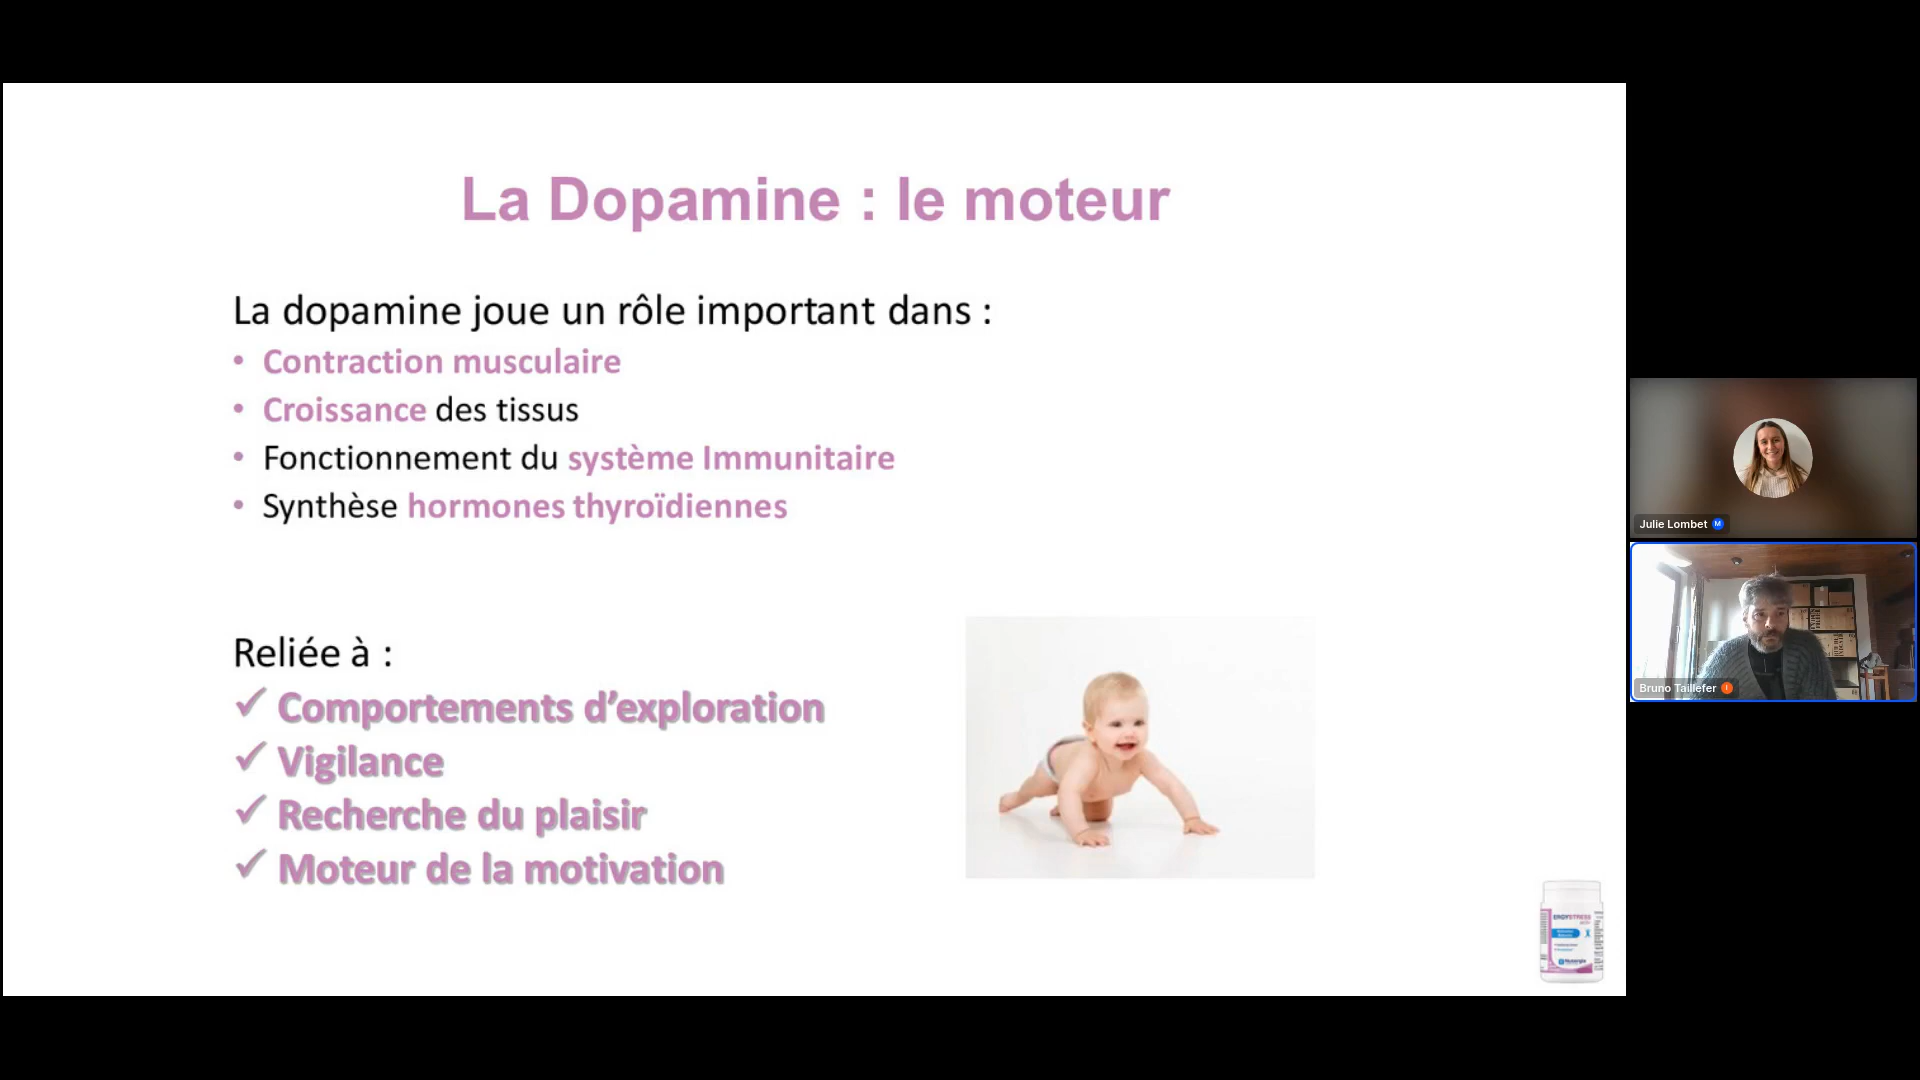 La Dopamine : le moteur
La dopamine joue un rôle important dans :
• Contraction musculaire
• Croissance des tissus
• Fonctionnement du système Immunitaire
• Synthèse hormones thyroïdiennes
Reliée à :
✓ Comportements d’exploration
✓ Vigilance
✓ Recherche du plaisir
✓ Moteur de la motivation
ERGYSTRESS
Nutergia
Julie Lombet M
Bruno Taillefer I